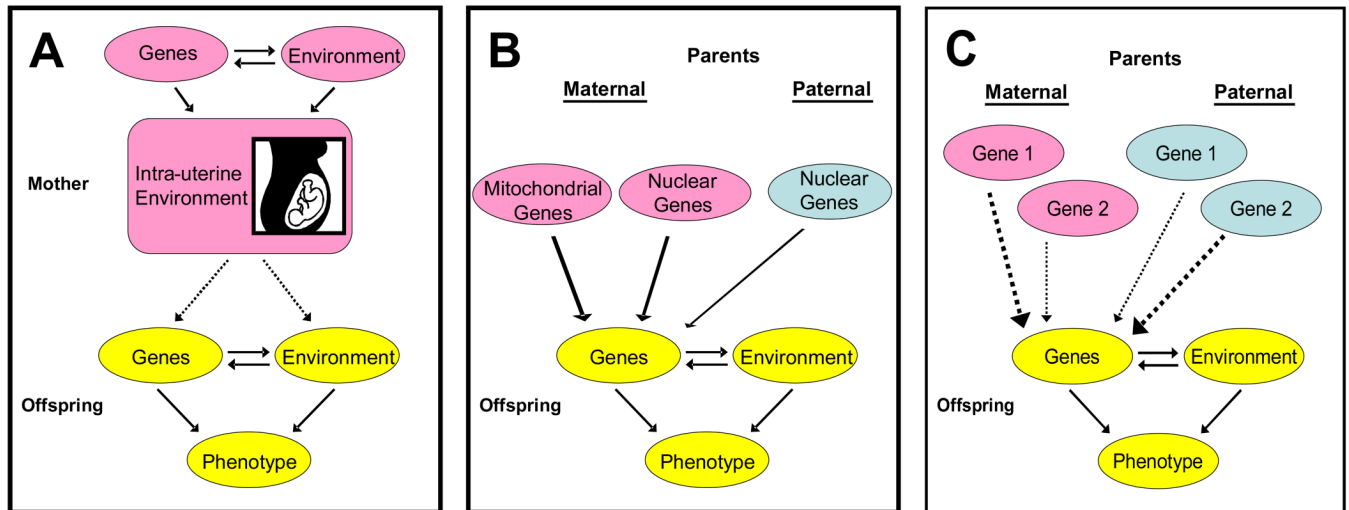 A
Genes
Environment
Intra-uterine
Environment
Mother
Genes
Environment
Offspring
Phenotype
B
Parents
Maternal
Paternal
Mitochondrial
Genes
Nuclear
Genes
Nuclear
Genes
Genes
Environment
Offspring
Phenotype
C
Parents
Maternal
Paternal
Gene 1
Gene 1
Gene 2
Gene 2
Genes
Environment
Offspring
Phenotype